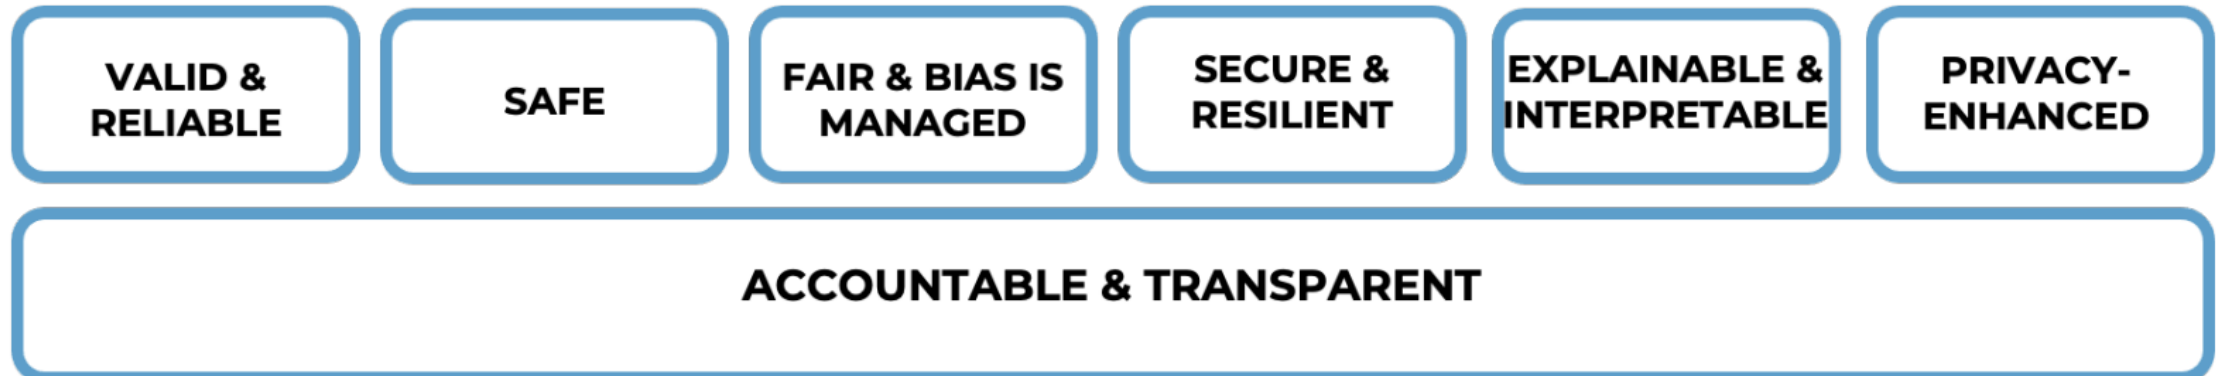 VALID &
RELIABLE
SAFE
FAIR & BIAS IS
MANAGED
SECURE &
RESILIENT
EXPLAINABLE &
INTERPRETABLE
PRIVACY-
ENHANCED
ACCOUNTABLE & TRANSPARENT